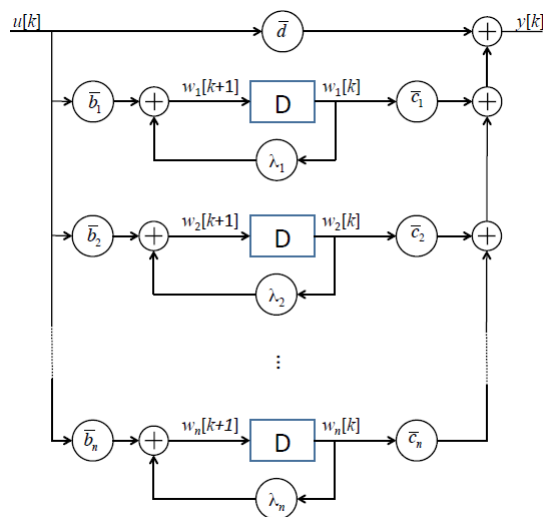 u[k] d̅ + y[k]
b̅₁ + w₁[k+1] D w₁[k] c̅₁ +
λ₁
b̅₂ + w₂[k+1] D w₂[k] c̅₂ +
λ₂
⋮
b̅ₙ + wₙ[k+1] D wₙ[k] c̅ₙ
λₙ